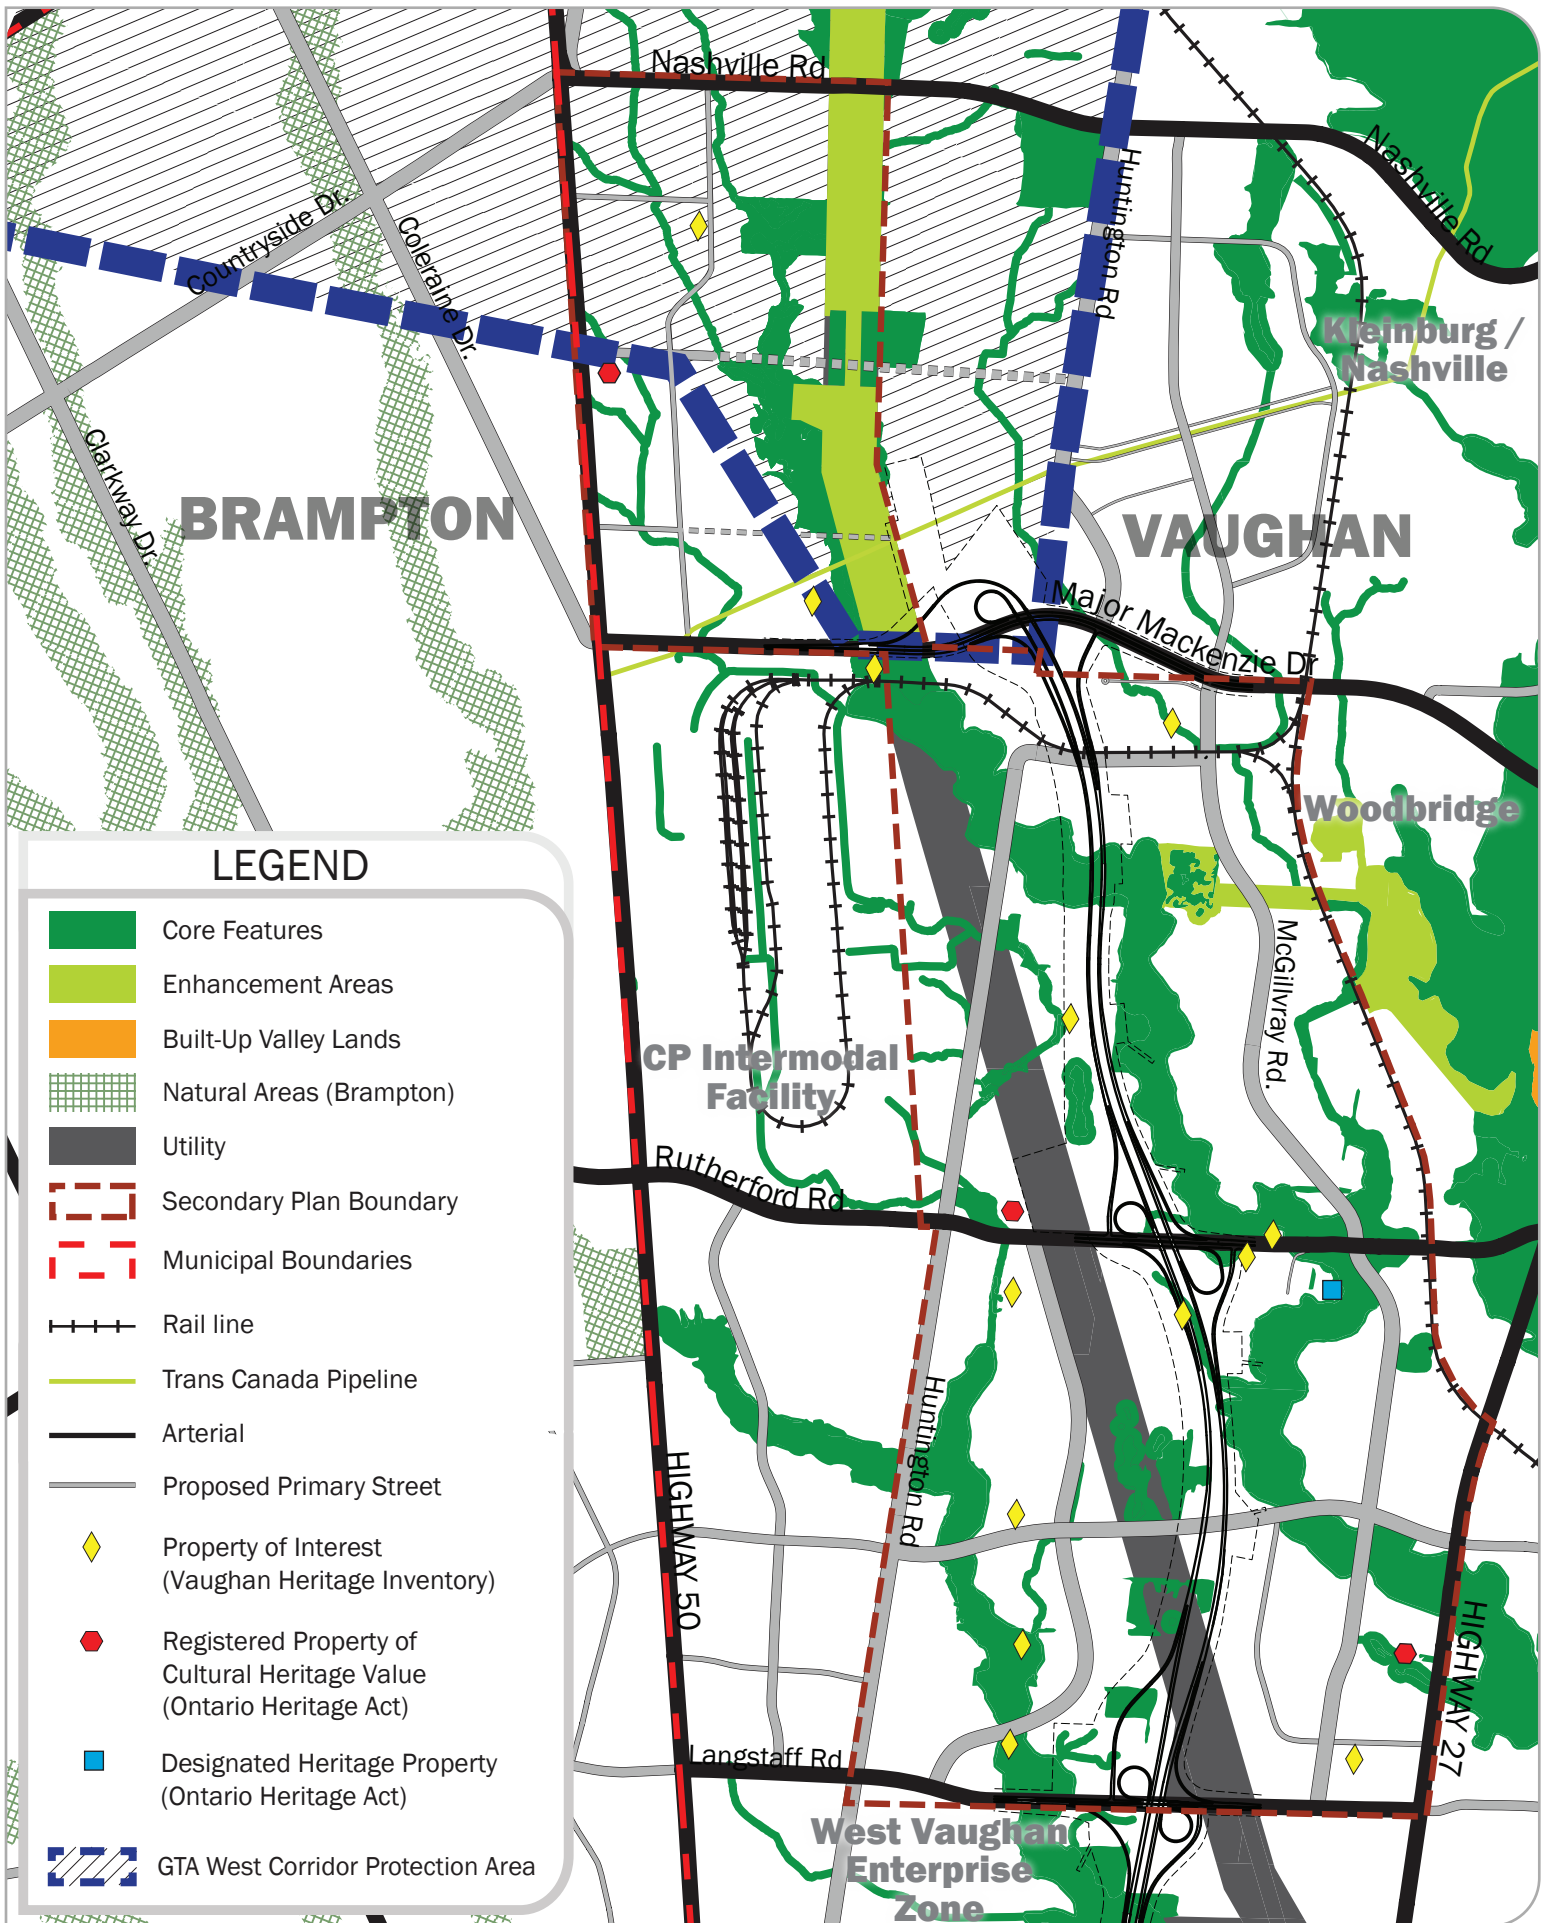 Nashville Rd
Nashville Rd
Huntington Rd
Countryside Dr.
Coleraine Dr.
Clarkway Dr.
Kleinburg /
Nashville
BRAMPTON
VAUGHAN
Major Mackenzie Dr
Woodbridge
McGillvray Rd.
CP Intermodal
Facility
Rutherford Rd
Huntington Rd
HIGHWAY 50
HIGHWAY 27
Langstaff Rd
West Vaughan
Enterprise
Zone
LEGEND
Core Features
Enhancement Areas
Built-Up Valley Lands
Natural Areas (Brampton)
Utility
Secondary Plan Boundary
Municipal Boundaries
Rail line
Trans Canada Pipeline
Arterial
Proposed Primary Street
Property of Interest
(Vaughan Heritage Inventory)
Registered Property of
Cultural Heritage Value
(Ontario Heritage Act)
Designated Heritage Property
(Ontario Heritage Act)
GTA West Corridor Protection Area